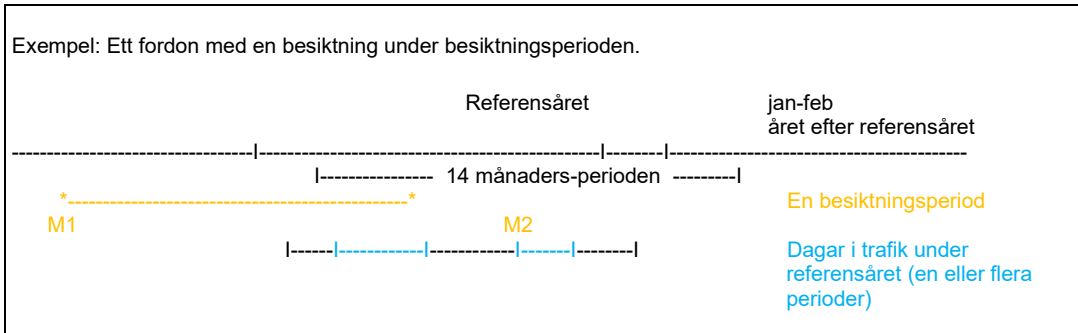 Exempel: Ett fordon med en besiktning under besiktningsperioden.
Referensåret jan-feb
året efter referensåret
-----------------------------------|-------------------------------------------------|--------|-------------------------------------------
|---------------- 14 månaders-perioden ---------|
*-------------------------------------------------* En besiktningsperiod
M1 M2
|------|------------|------------|-------|--------| Dagar i trafik under
referensåret (en eller flera
perioder)